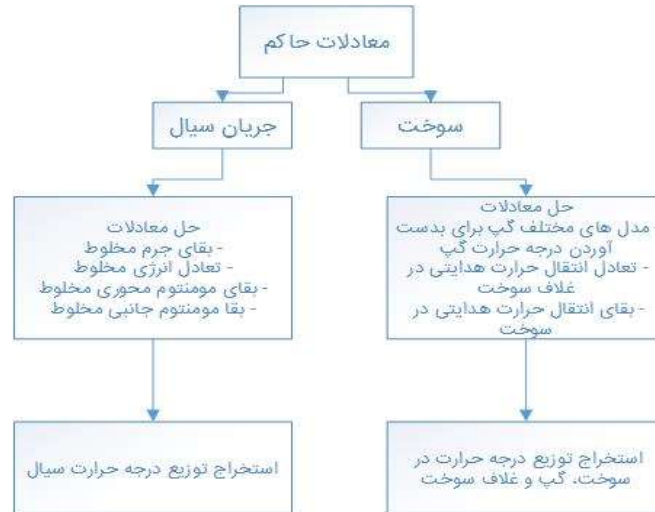 معادلات حاکم
سوخت
جریان سیال
حل معادلات
مدل های مختلف گپ برای بدست
آوردن درجه حرارت گپ
- تعادل انتقال حرارت هدایتی در
غلاف سوخت
- بقای انتقال حرارت هدایتی در
سوخت
حل معادلات
- بقای جرم مخلوط
- تعادل انرژی مخلوط
- بقای مومنتوم محوری مخلوط
- بقا مومنتوم جانبی مخلوط
استخراج توزیع درجه حرارت در
سوخت، گپ و غلاف سوخت
استخراج توزیع درجه حرارت سیال